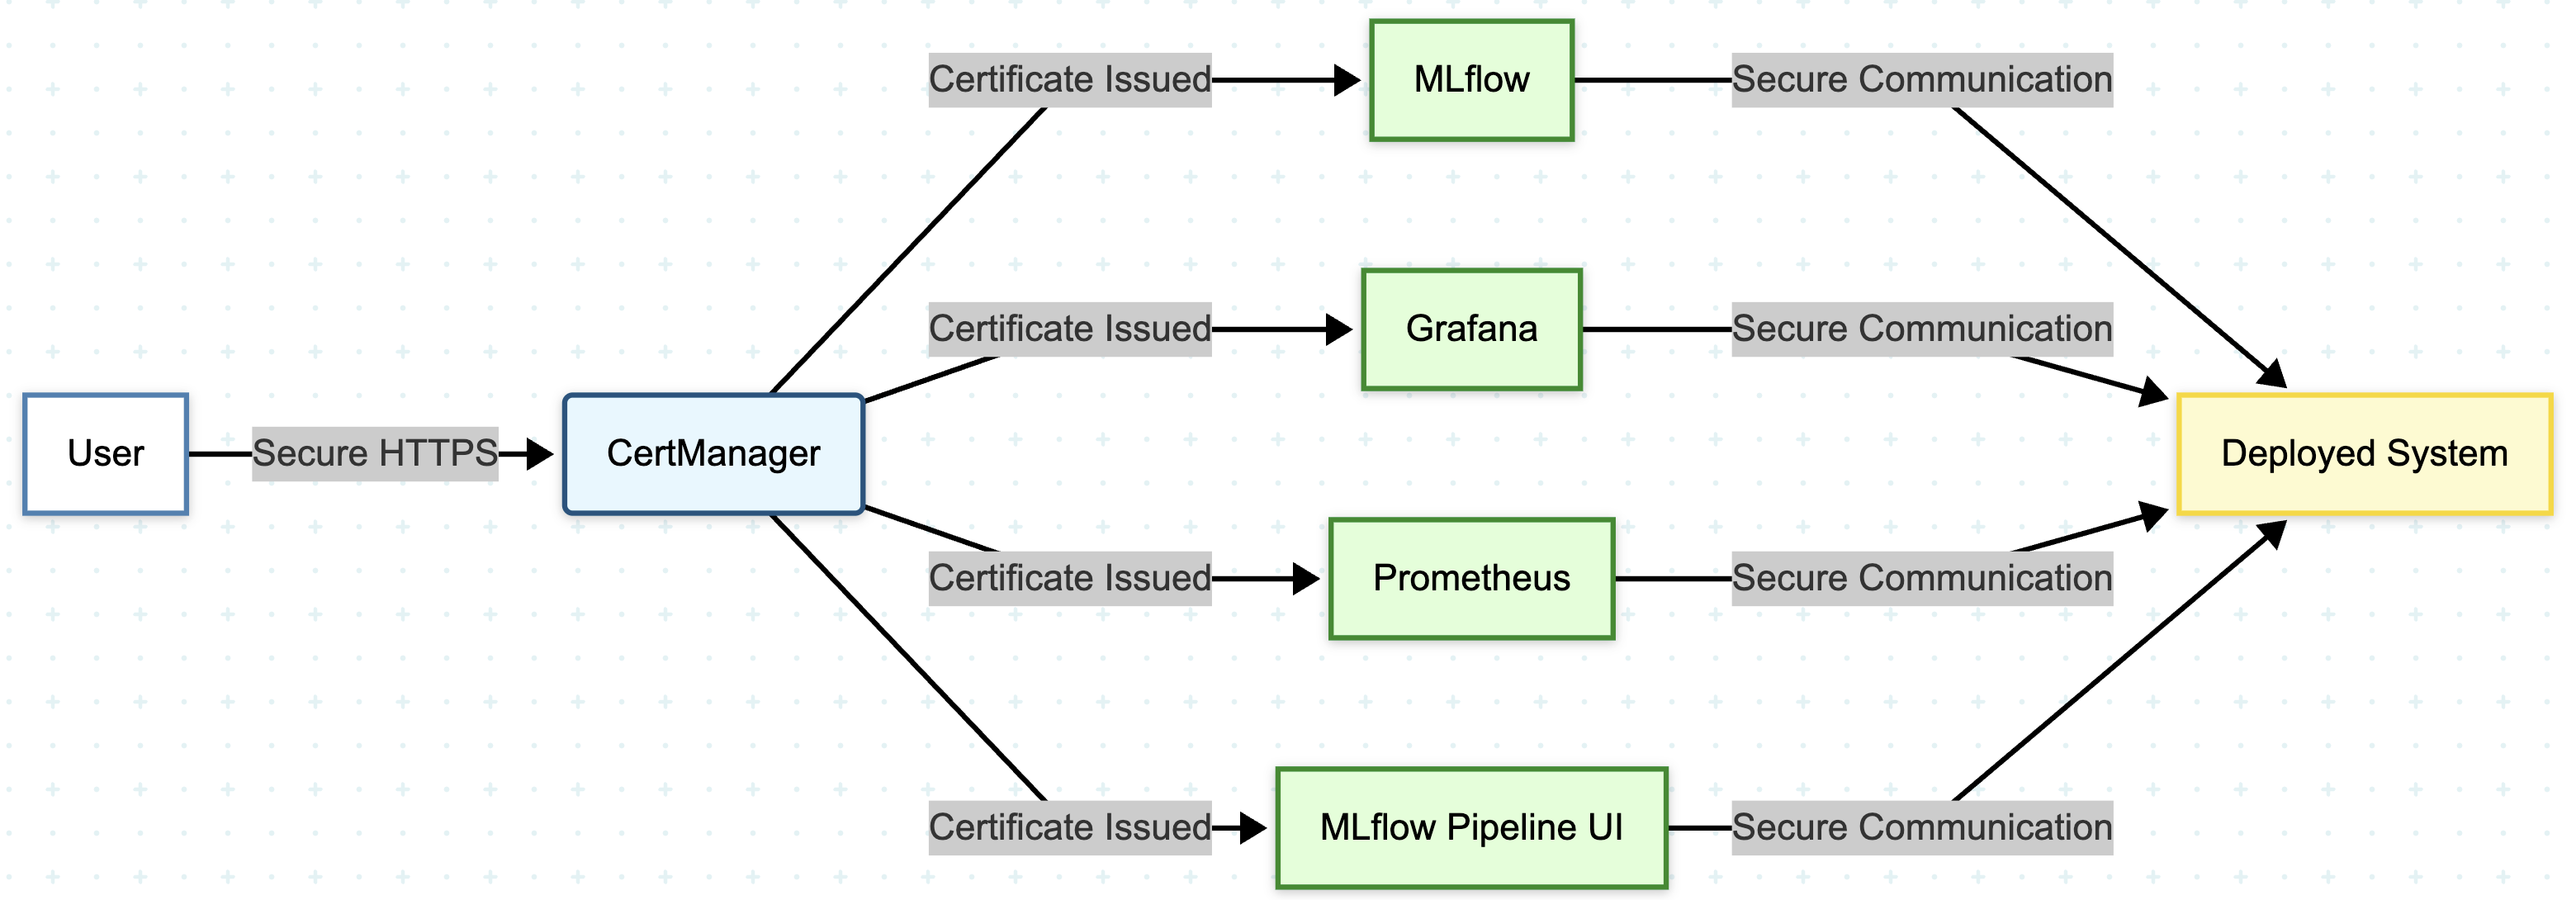 Certificate Issued
MLflow
Secure Communication
Certificate Issued
Grafana
Secure Communication
User
Secure HTTPS
CertManager
Deployed System
Certificate Issued
Prometheus
Secure Communication
Certificate Issued
MLflow Pipeline UI
Secure Communication